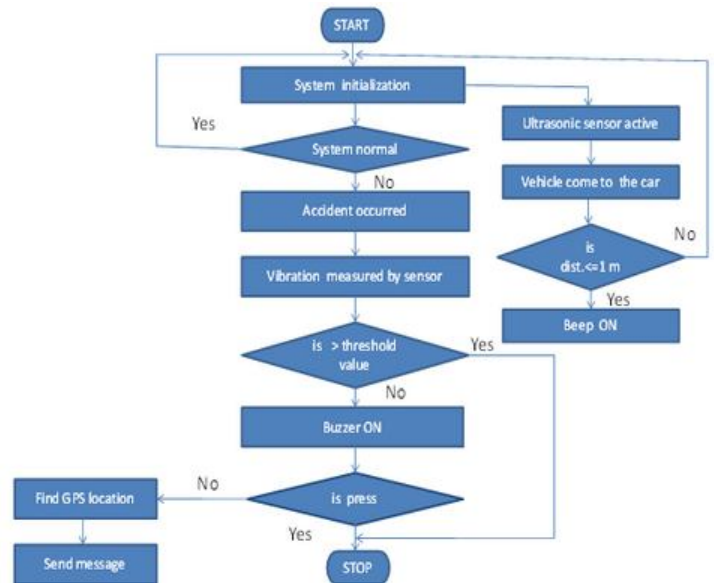 START
System initialization
Yes
System normal
No
Accident occurred
Vibration measured by sensor
is > threshold
value
Yes
No
Buzzer ON
is press
No
Yes
Find GPS location
Send message
STOP
Ultrasonic sensor active
Vehicle come to the car
is
dist.<=1 m
No
Yes
Beep ON